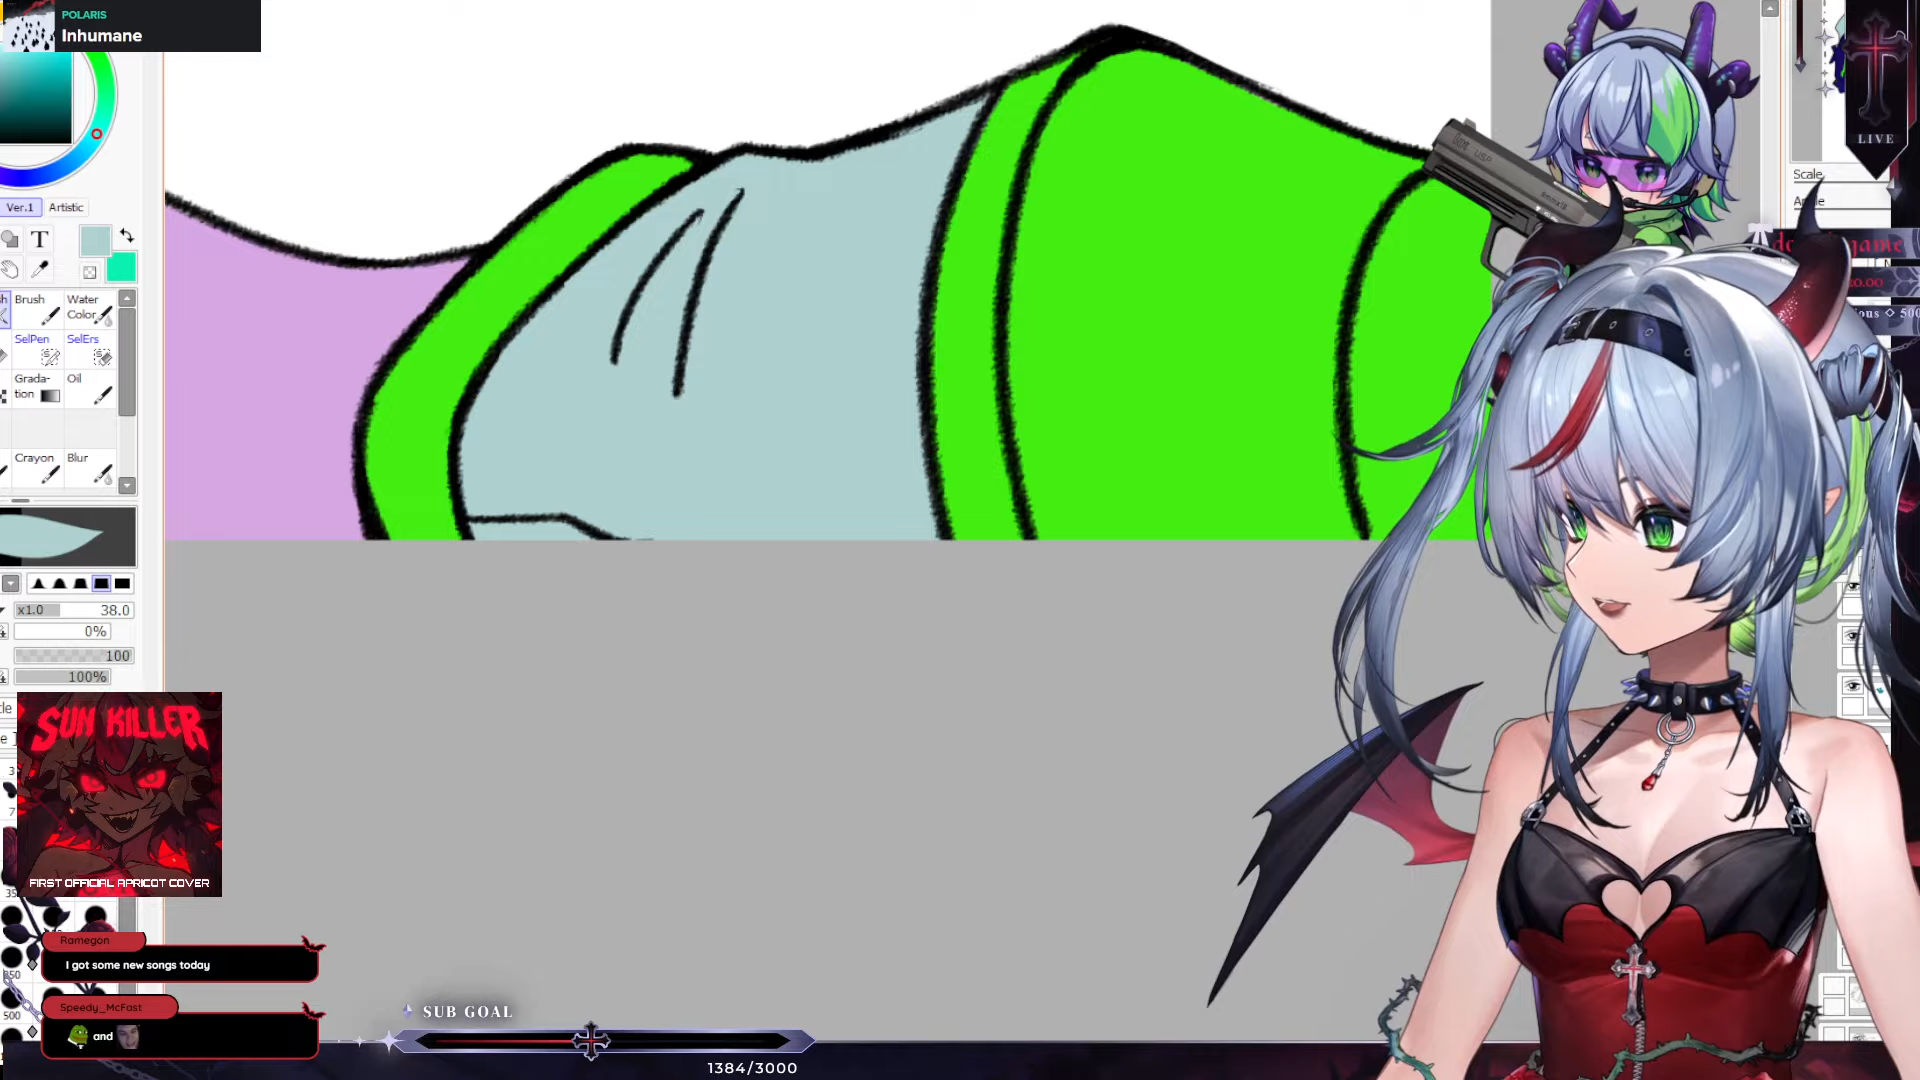 POLARIS
Inhumane
LIVE
Scale
Ver.1 Artistic
T
USP
Brush
Water
Color
SelPen
SelErs
Grada-
tion
Oil
Crayon
Blur
x1.0 38.0
0%
100
100%
SUN KILLER
FIRST OFFICIAL APRICOT COVER
Ramegon
I got some new songs today
Speedy_McFast
and
500
SUB GOAL
1384/3000